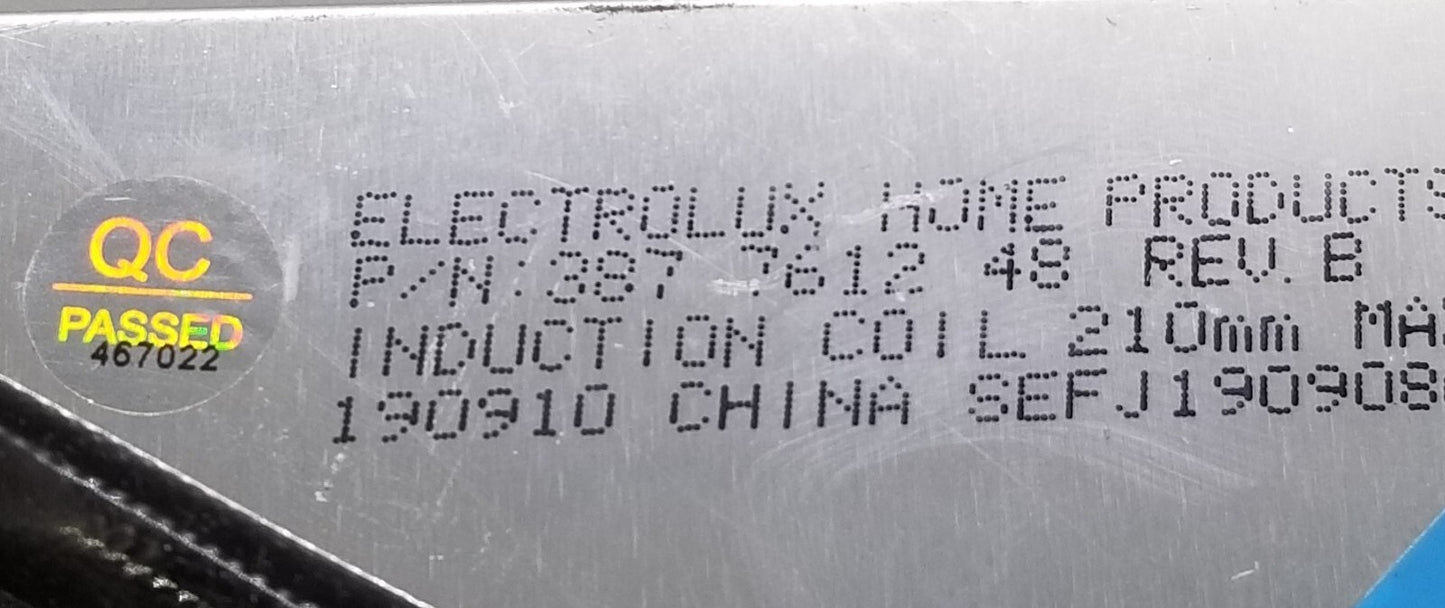 QC
PASSED
467022
ELECTROLUX HOME PRODUCTS
P/N:387 7612 48 REV. B
INDUCTION COIL 210mm
190910 CHINA